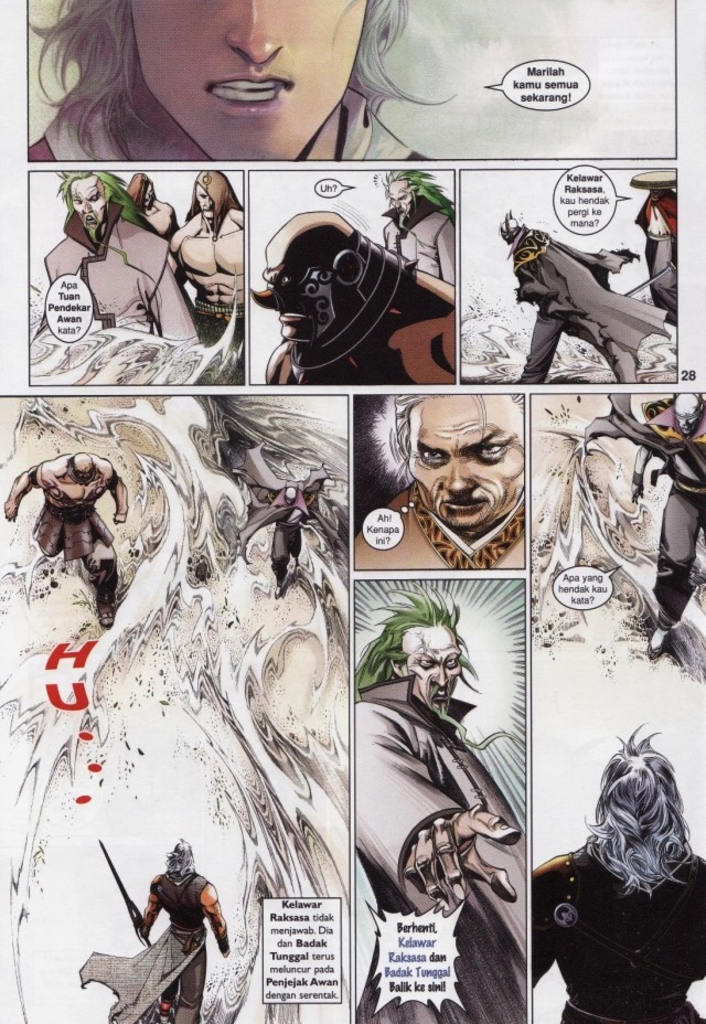 Marilah
kamu semua
sekarang!
Apa
Tuan
Pendekar
Awan
kata?
Uh?
Kelawar
Raksasa,
kau hendak
pergi ke
mana?
28
HU...
Kelawar
Raksasa tidak
menjawab. Dia
dan Badak
Tunggal terus
meluncur pada
Penjejak Awan
dengan serentak.
Ah!
Kenapa
ini?
Berhenti,
Kelawar
Raksasa dan
Badak Tunggal
Balik ke sini!
Apa yang
hendak kau
kata?